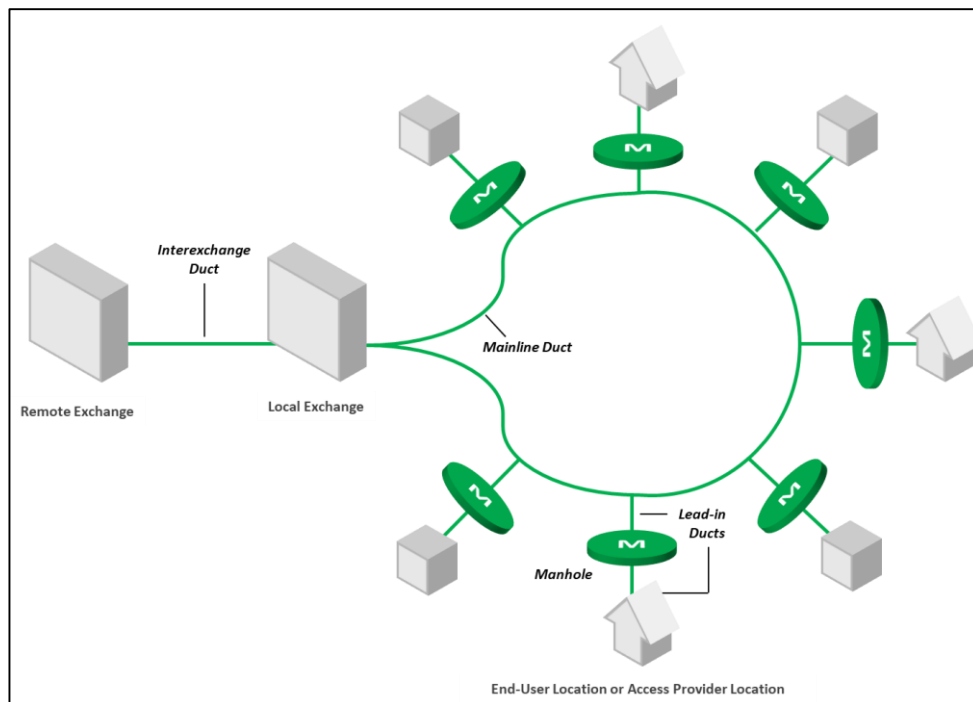 M
M
M
M
Interexchange
Duct
Mainline Duct
M
Remote Exchange
Local Exchange
M
M
Lead-in
Ducts
M
Manhole
End-User Location or Access Provider Location